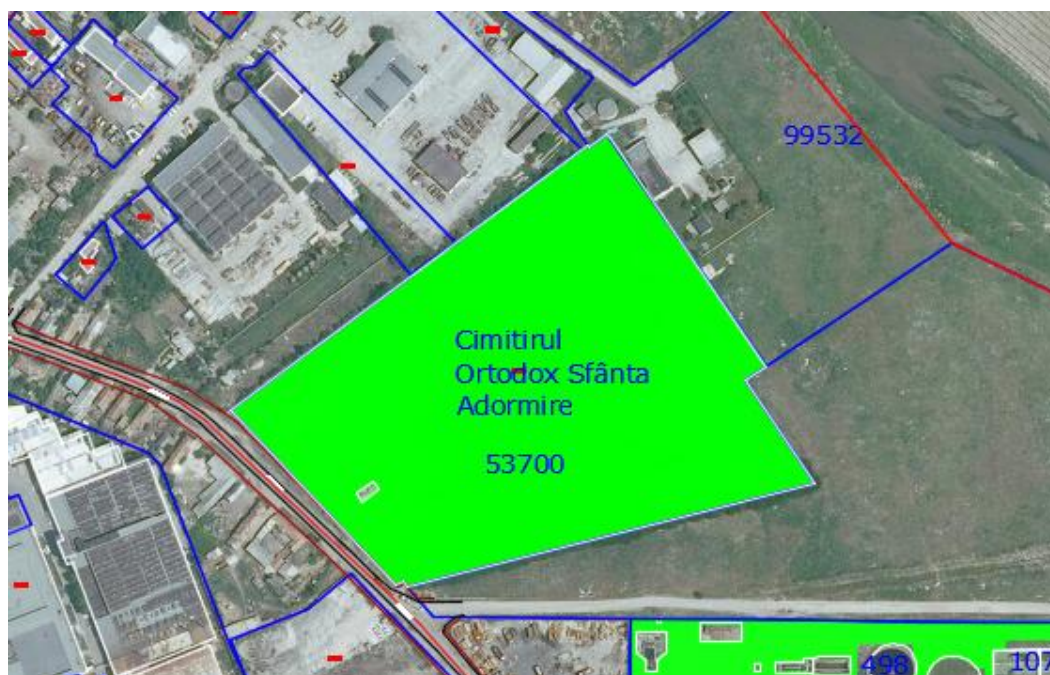 99532
Cimitirul
Ortodox Sfânta
Adormire
53700
498
107